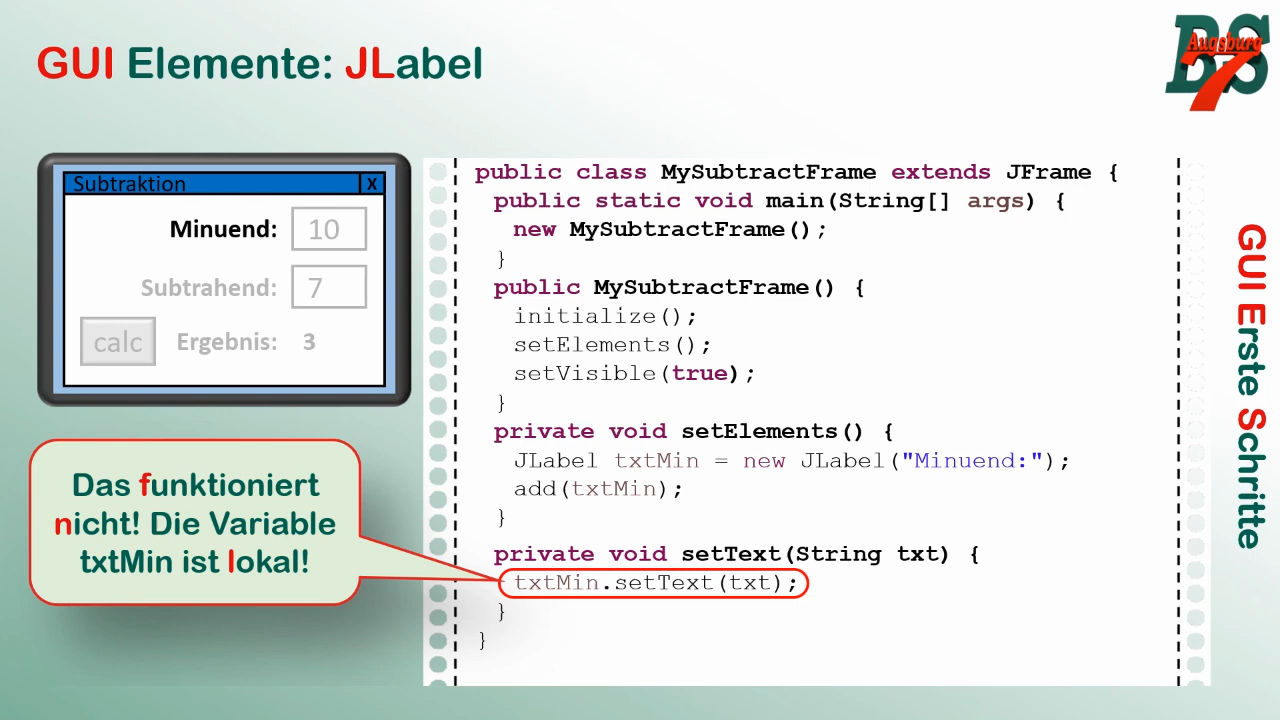 GUI Elemente: JLabel
BS
Augsburg
7
Subtraktion X
Minuend: 10
Subtrahend: 7
calc Ergebnis: 3
Das funktioniert
nicht! Die Variable
txtMin ist lokal!
public class MySubtractFrame extends JFrame {
public static void main(String[] args) {
new MySubtractFrame();
}
public MySubtractFrame() {
initialize();
setElements();
setVisible(true);
}
private void setElements() {
JLabel txtMin = new JLabel("Minuend:");
add(txtMin);
}
private void setText(String txt) {
txtMin.setText(txt);
}
}
GUI Erste Schritte